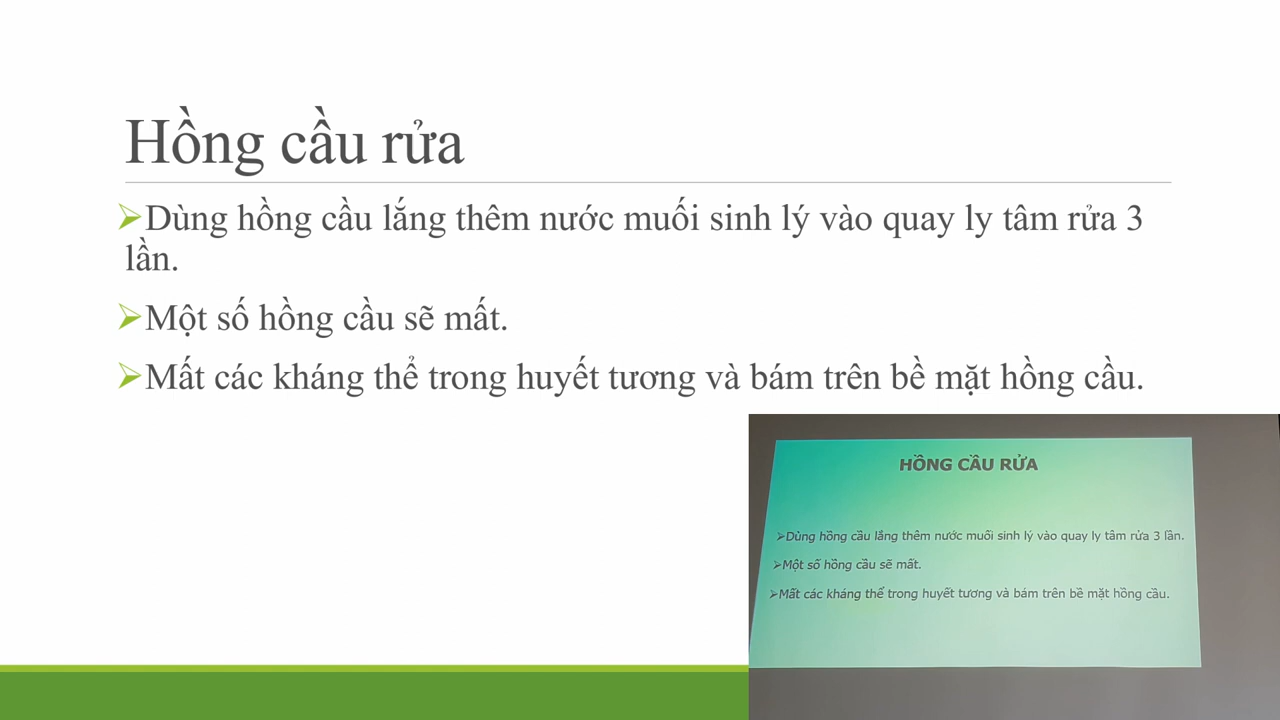 Hồng cầu rửa
➢Dùng hồng cầu lắng thêm nước muối sinh lý vào quay ly tâm rửa 3
lần.
➢Một số hồng cầu sẽ mất.
➢Mất các kháng thể trong huyết tương và bám trên bề mặt hồng cầu.
HỒNG CẦU RỬA
➢Dùng hồng cầu lắng thêm nước muối sinh lý vào quay ly tâm rửa 3 lần.
➢Một số hồng cầu sẽ mất.
➢Mất các kháng thể trong huyết tương và bám trên bề mặt hồng cầu.